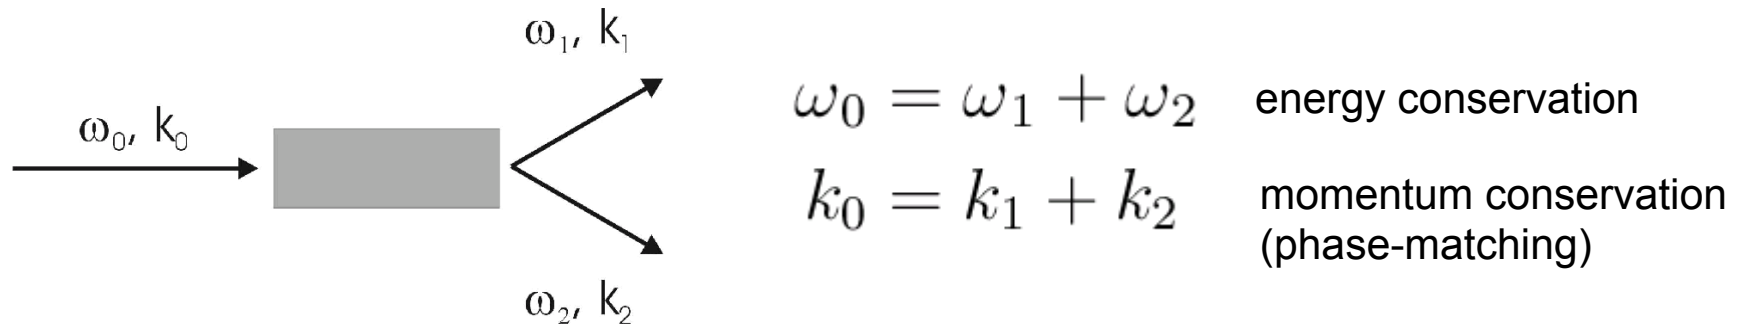 ω₁, k₁
ω₀, k₀
ω₂, k₂
ω₀ = ω₁ + ω₂ energy conservation
k₀ = k₁ + k₂ momentum conservation
(phase-matching)